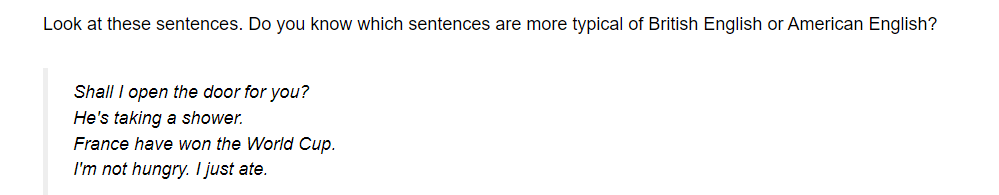 Look at these sentences. Do you know which sentences are more typical of British English or American English?
Shall I open the door for you?
He's taking a shower.
France have won the World Cup.
I'm not hungry. I just ate.